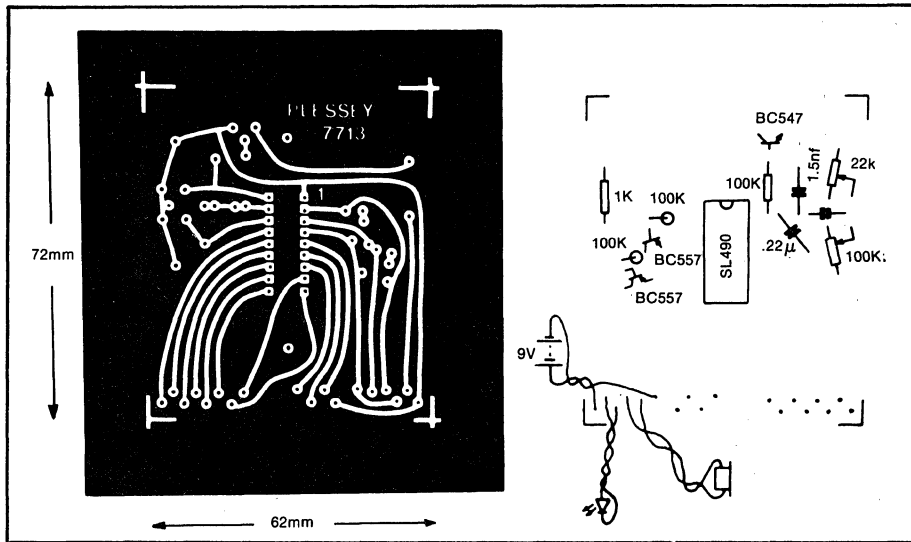 PLESSEY
7713
1
72mm
62mm
BC547
1.5nf
22k
1K
100K
100K
100K
SL490
.22μ
100K
BC557
BC557
9V